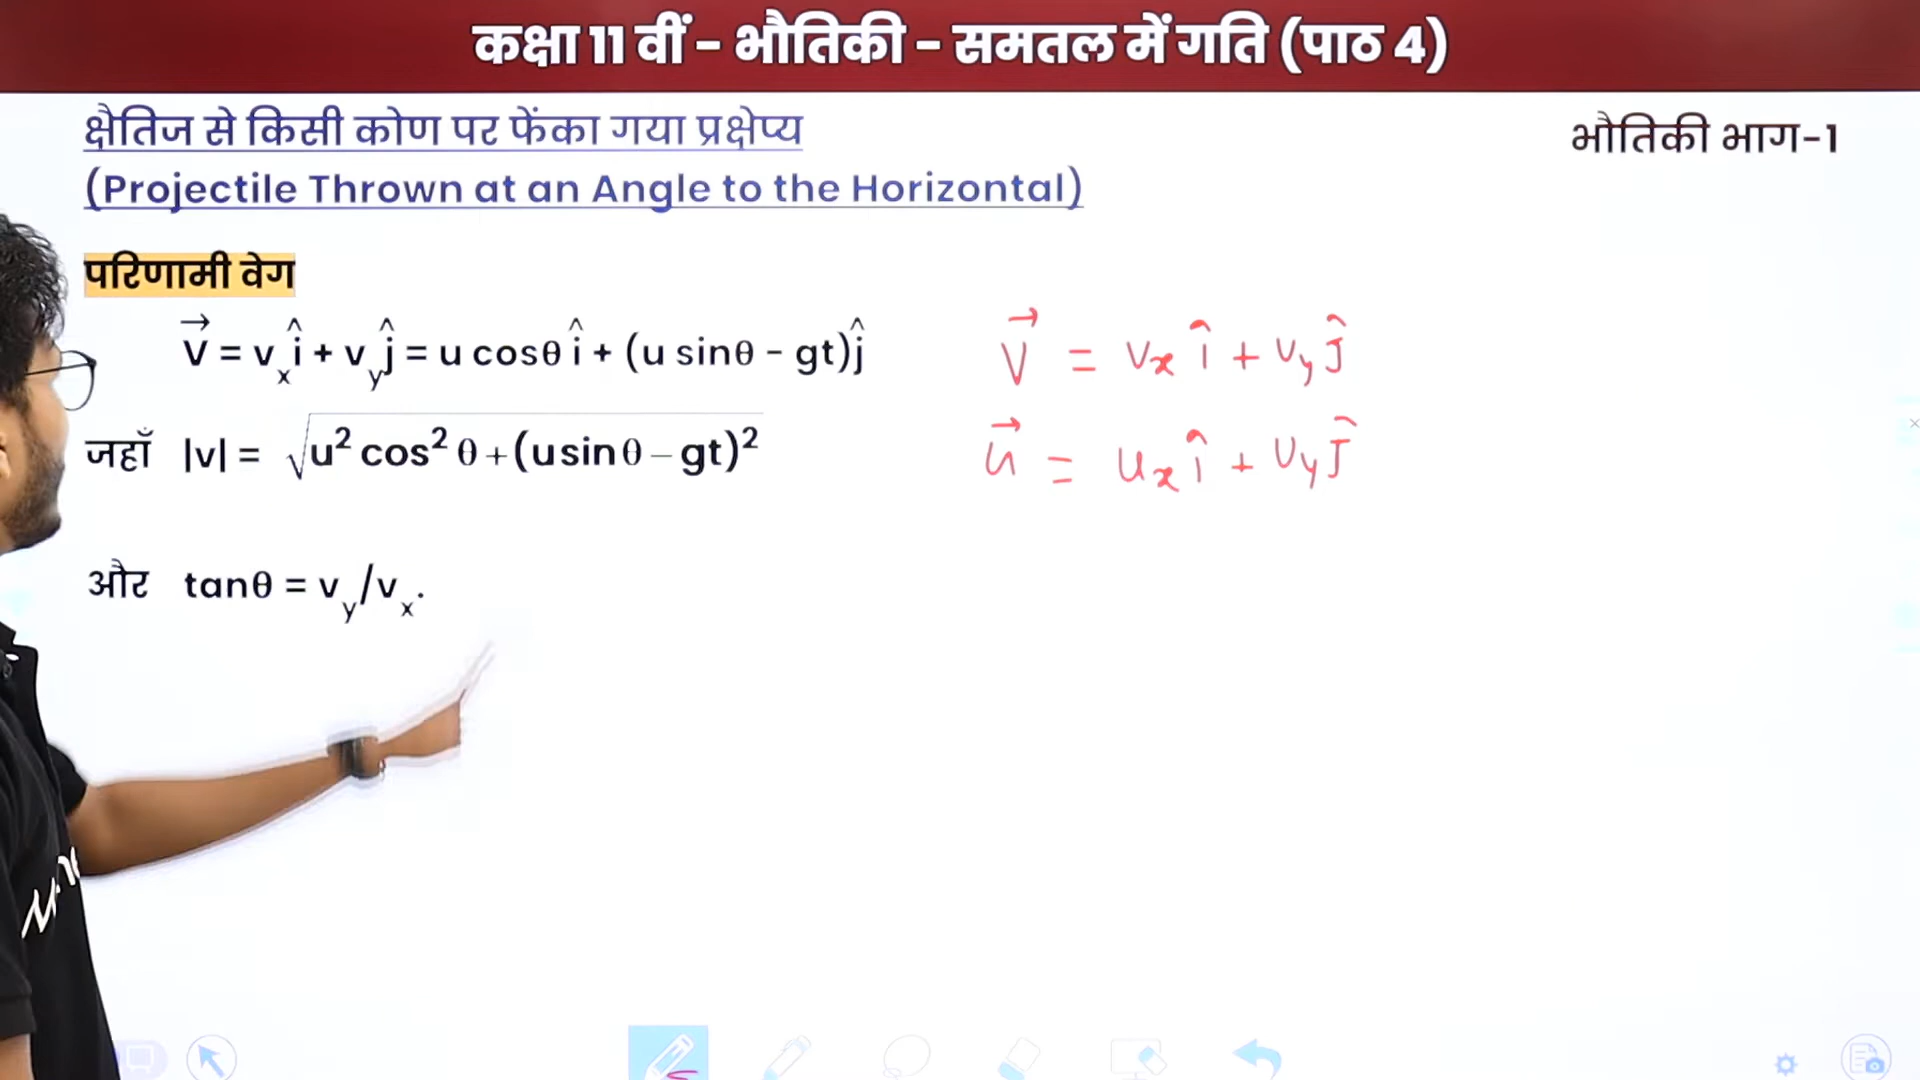 कक्षा 11 वीं - भौतिकी - समतल में गति (पाठ 4)
क्षैतिज से किसी कोण पर फेंका गया प्रक्षेप्य
भौतिकी भाग-1
(Projectile Thrown at an Angle to the Horizontal)
परिणामी वेग
v⃗ = vₓî + v_yĵ = u cosθ î + (u sinθ - gt)ĵ
V⃗ = vₓ î + v_y ĵ
जहाँ |v| = √(u² cos² θ + (usinθ – gt)²)
u⃗ = uₓ î + u_y ĵ
और tanθ = v_y/vₓ.